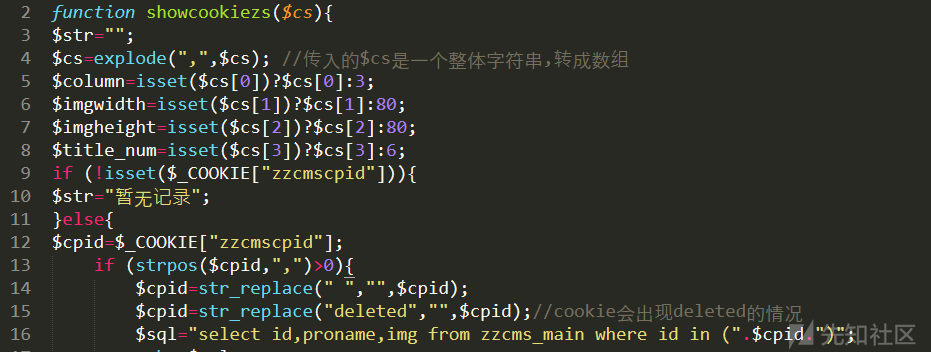 2 function showcookiezs($cs){
3 $str="";
4 $cs=explode(",",$cs); //传入的$cs是一个整体字符串,转成数组
5 $column=isset($cs[0])?$cs[0]:3;
6 $imgwidth=isset($cs[1])?$cs[1]:80;
7 $imgheight=isset($cs[2])?$cs[2]:80;
8 $title_num=isset($cs[3])?$cs[3]:6;
9 if (!isset($_COOKIE["zzcmscpid"])){
10 $str="暂无记录";
11 }else{
12 $cpid=$_COOKIE["zzcmscpid"];
13 if (strpos($cpid,",")>0){
14 $cpid=str_replace(" ","",$cpid);
15 $cpid=str_replace("deleted","",$cpid);//cookie会出现deleted的情况
16 $sql="select id,proname,img from zzcms_main where id in (".$cpid.")";
先知社区